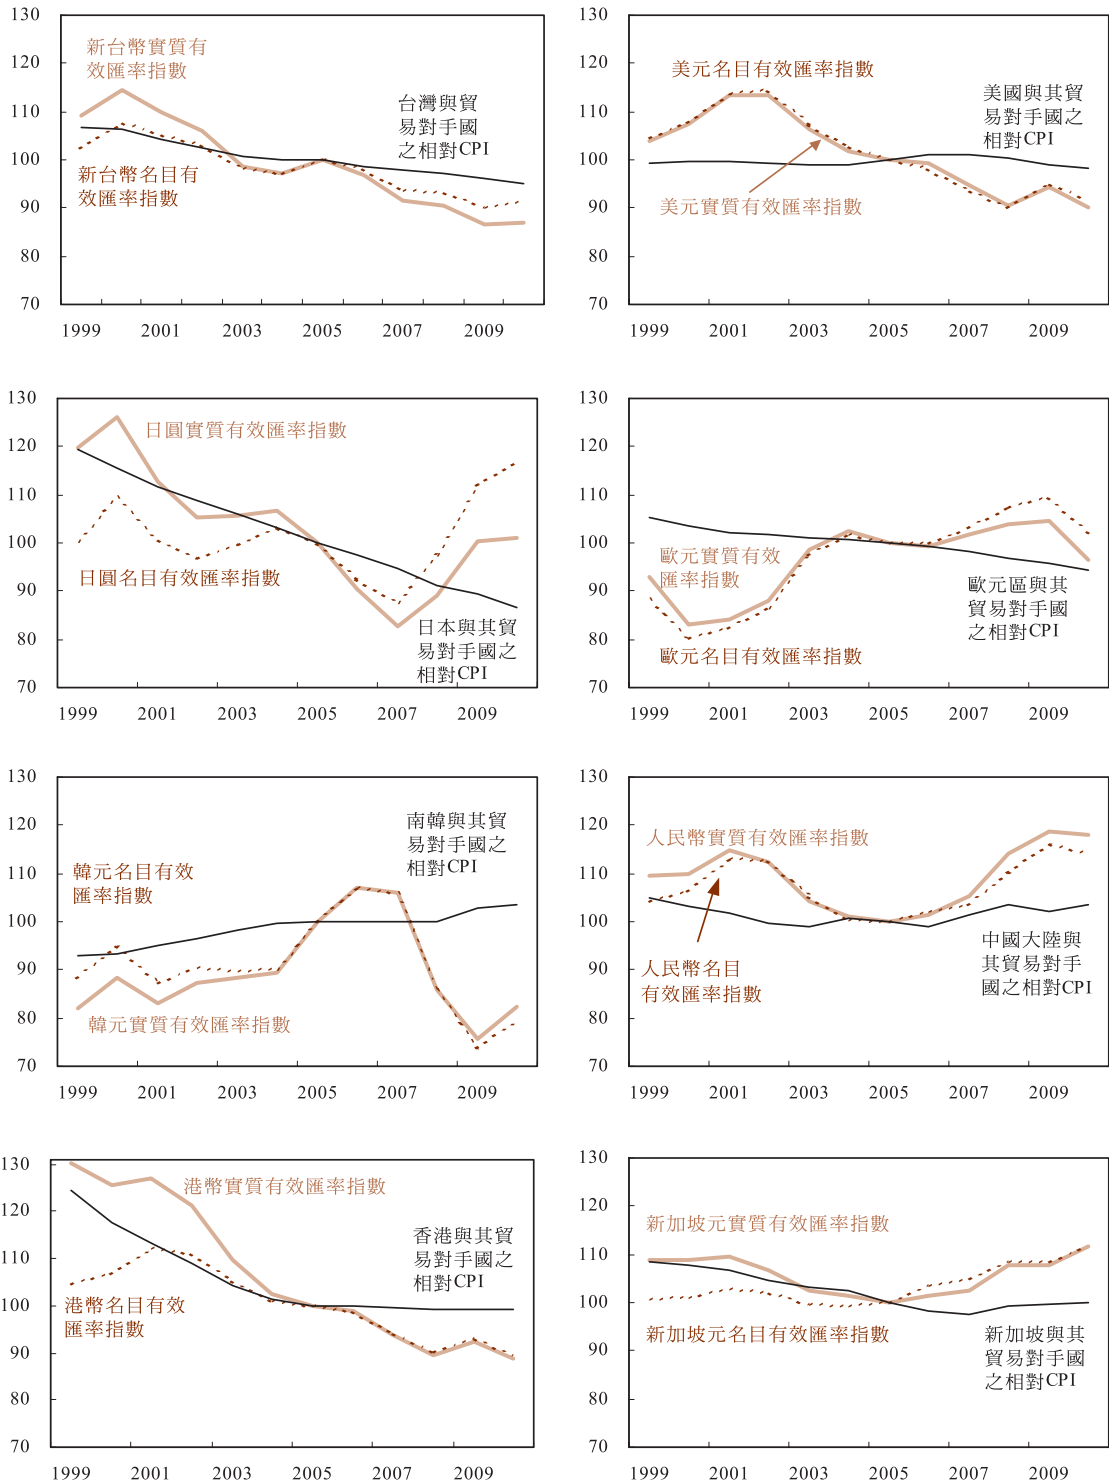 130
120
110
100
90
80
70
新台幣實質有
效匯率指數
台灣與貿
易對手國
之相對CPI
新台幣名目有
效匯率指數
1999
2001
2003
2005
2007
2009
130
120
110
100
90
80
70
美元名目有效匯率指數
美國與其貿
易對手國之
相對CPI
美元實質有效匯率指數
1999
2001
2003
2005
2007
2009
130
120
110
100
90
80
70
日圓實質有效匯率指數
日圓名目有效匯率指數
日本與其貿
易對手國之
相對CPI
1999
2001
2003
2005
2007
2009
130
120
110
100
90
80
70
歐元實質有效
匯率指數
歐元區與其
貿易對手國
之相對CPI
歐元名目有效匯率指數
1999
2001
2003
2005
2007
2009
130
120
110
100
90
80
70
南韓與其貿
易對手國之
相對CPI
韓元名目有效
匯率指數
韓元實質有效匯率指數
1999
2001
2003
2005
2007
2009
130
120
110
100
90
80
70
人民幣實質有效匯率指數
人民幣名目
有效匯率指數
中國大陸與
其貿易對手
國之相對CPI
1999
2001
2003
2005
2007
2009
130
120
110
100
90
80
70
港幣實質有效匯率指數
香港與其貿
易對手國之
相對CPI
港幣名目有效
匯率指數
1999
2001
2003
2005
2007
2009
130
120
110
100
90
80
70
新加坡元實質有效匯率指數
新加坡元名目有效匯率指數
新加坡與其
貿易對手國
之相對CPI
1999
2001
2003
2005
2007
2009